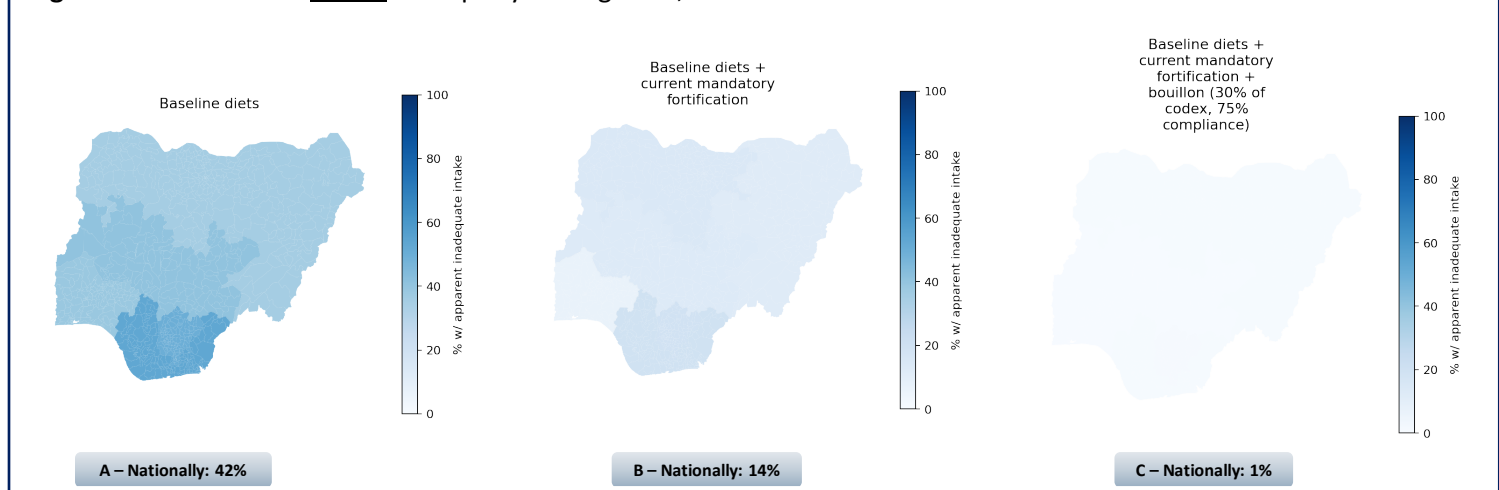 Baseline diets
100
80
60
40
20
0
% w/ apparent inadequate intake
A – Nationally: 42%
Baseline diets +
current mandatory
fortification
100
80
60
40
20
0
% w/ apparent inadequate intake
B – Nationally: 14%
Baseline diets +
current mandatory
fortification +
bouillon (30% of
codex, 75%
compliance)
100
80
60
40
20
0
% w/ apparent inadequate intake
C – Nationally: 1%